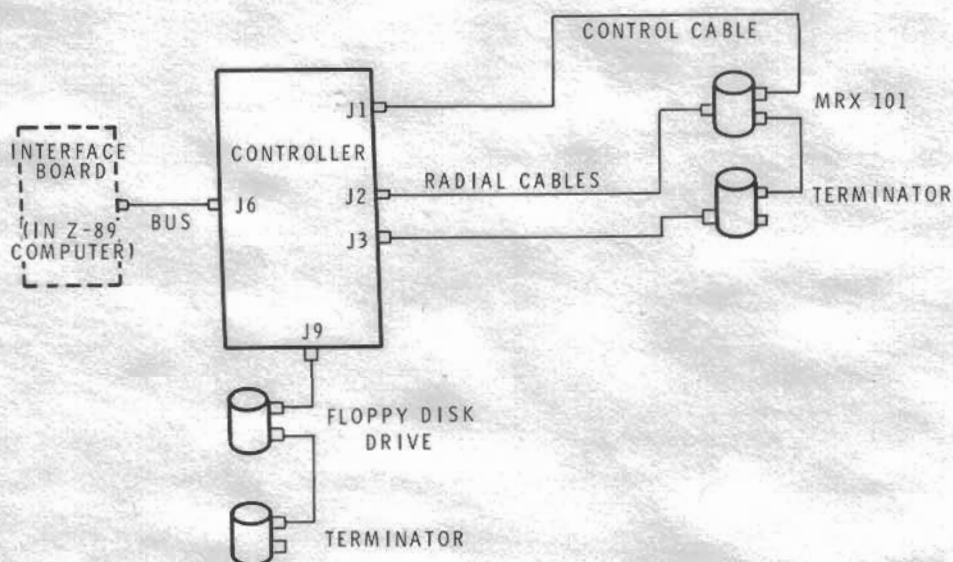 CONTROL CABLE
J1
MRX 101
INTERFACE
BOARD
CONTROLLER
RADIAL CABLES
J2
TERMINATOR
(IN Z-89
COMPUTER)
BUS
J6
J3
J9
FLOPPY DISK
DRIVE
TERMINATOR